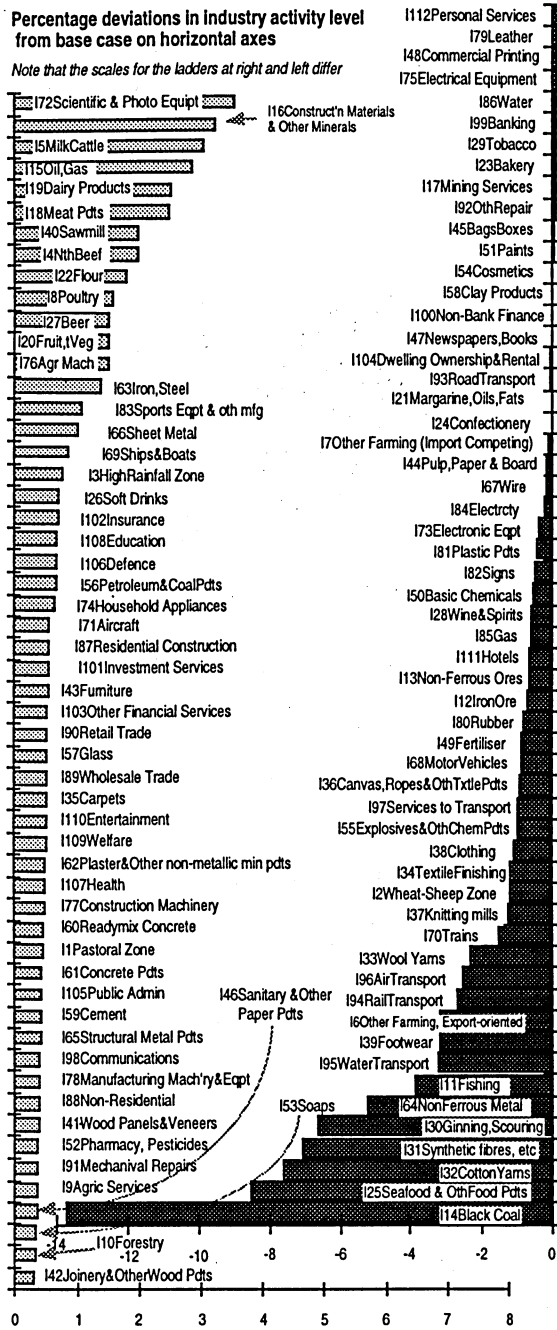 Percentage deviations in industry activity level
from base case on horizontal axes
Note that the scales for the ladders at right and left differ
I72Scientific & Photo Equipt
I16Construct'n Materials
& Other Minerals
I5MilkCattle
I15Oil,Gas
I19Dairy Products
I18Meat Pdts
I40Sawmill
I4NthBeef
I22Flour
I8Poultry
I27Beer
I20Fruit,tVeg
I76Agr Mach
I63Iron,Steel
I83Sports Eqpt & oth mfg
I66Sheet Metal
I69Ships&Boats
I3HighRainfall Zone
I26Soft Drinks
I102Insurance
I108Education
I106Defence
I56Petroleum&CoalPdts
I74Household Appliances
I71Aircraft
I87Residential Construction
I101Investment Services
I43Furniture
I103Other Financial Services
I90Retail Trade
I57Glass
I89Wholesale Trade
I35Carpets
I110Entertainment
I109Welfare
I62Plaster&Other non-metallic min pdts
I107Health
I77Construction Machinery
I60Readymix Concrete
I1Pastoral Zone
I61Concrete Pdts
I105Public Admin
I59Cement
I65Structural Metal Pdts
I98Communications
I78Manufacturing Mach'ry&Eqpt
I88Non-Residential
I41Wood Panels&Veneers
I52Pharmacy, Pesticides
I91Mechanival Repairs
I9Agric Services
I46Sanitary &Other
Paper Pdts
I53Soaps
I10Forestry
I42Joinery&OtherWood Pdts
0 1 2 3 4 5 6 7 8
I112Personal Services
I79Leather
I48Commercial Printing
I75Electrical Equipment
I86Water
I99Banking
I29Tobacco
I23Bakery
I17Mining Services
I92OthRepair
I45BagsBoxes
I51Paints
I54Cosmetics
I58Clay Products
I100Non-Bank Finance
I47Newspapers,Books
I104Dwelling Ownership&Rental
I93RoadTransport
I21Margarine,Oils,Fats
I24Confectionery
I7Other Farming (Import Competing)
I44Pulp,Paper & Board
I67Wire
I84Electrcty
I73Electronic Eqpt
I81Plastic Pdts
I82Signs
I50Basic Chemicals
I28Wine&Spirits
I85Gas
I111Hotels
I13Non-Ferrous Ores
I12IronOre
I80Rubber
I49Fertiliser
I68MotorVehicles
I36Canvas,Ropes&OthTxtlePdts
I97Services to Transport
I55Explosives&OthChemPdts
I38Clothing
I34TextileFinishing
I2Wheat-Sheep Zone
I37Knitting mills
I70Trains
I33Wool Yarns
I96AirTransport
I94RailTransport
I6Other Farming, Export-oriented
I39Footwear
I95WaterTransport
I11Fishing
I64NonFerrous Metal
I30Ginning,Scouring
I31Synthetic fibres, etc
I32CottonYarns
I25Seafood & OthFood Pdts
I14Black Coal
-14 -12 -10 -8 -6 -4 -2 0